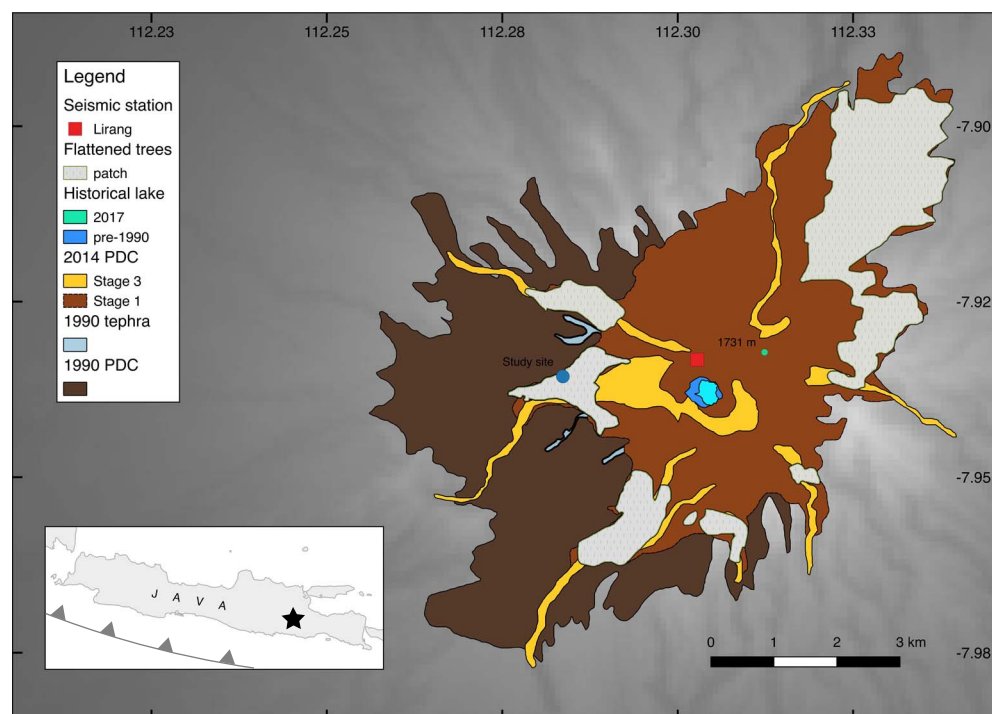 112.23 112.25 112.28 112.30 112.33
Legend
Seismic station
Lirang
Flattened trees
patch
Historical lake
2017
pre-1990
2014 PDC
Stage 3
Stage 1
1990 tephra
1990 PDC
-7.90
-7.92
1731 m
Study site
-7.95
JAVA
0 1 2 3 km
-7.98